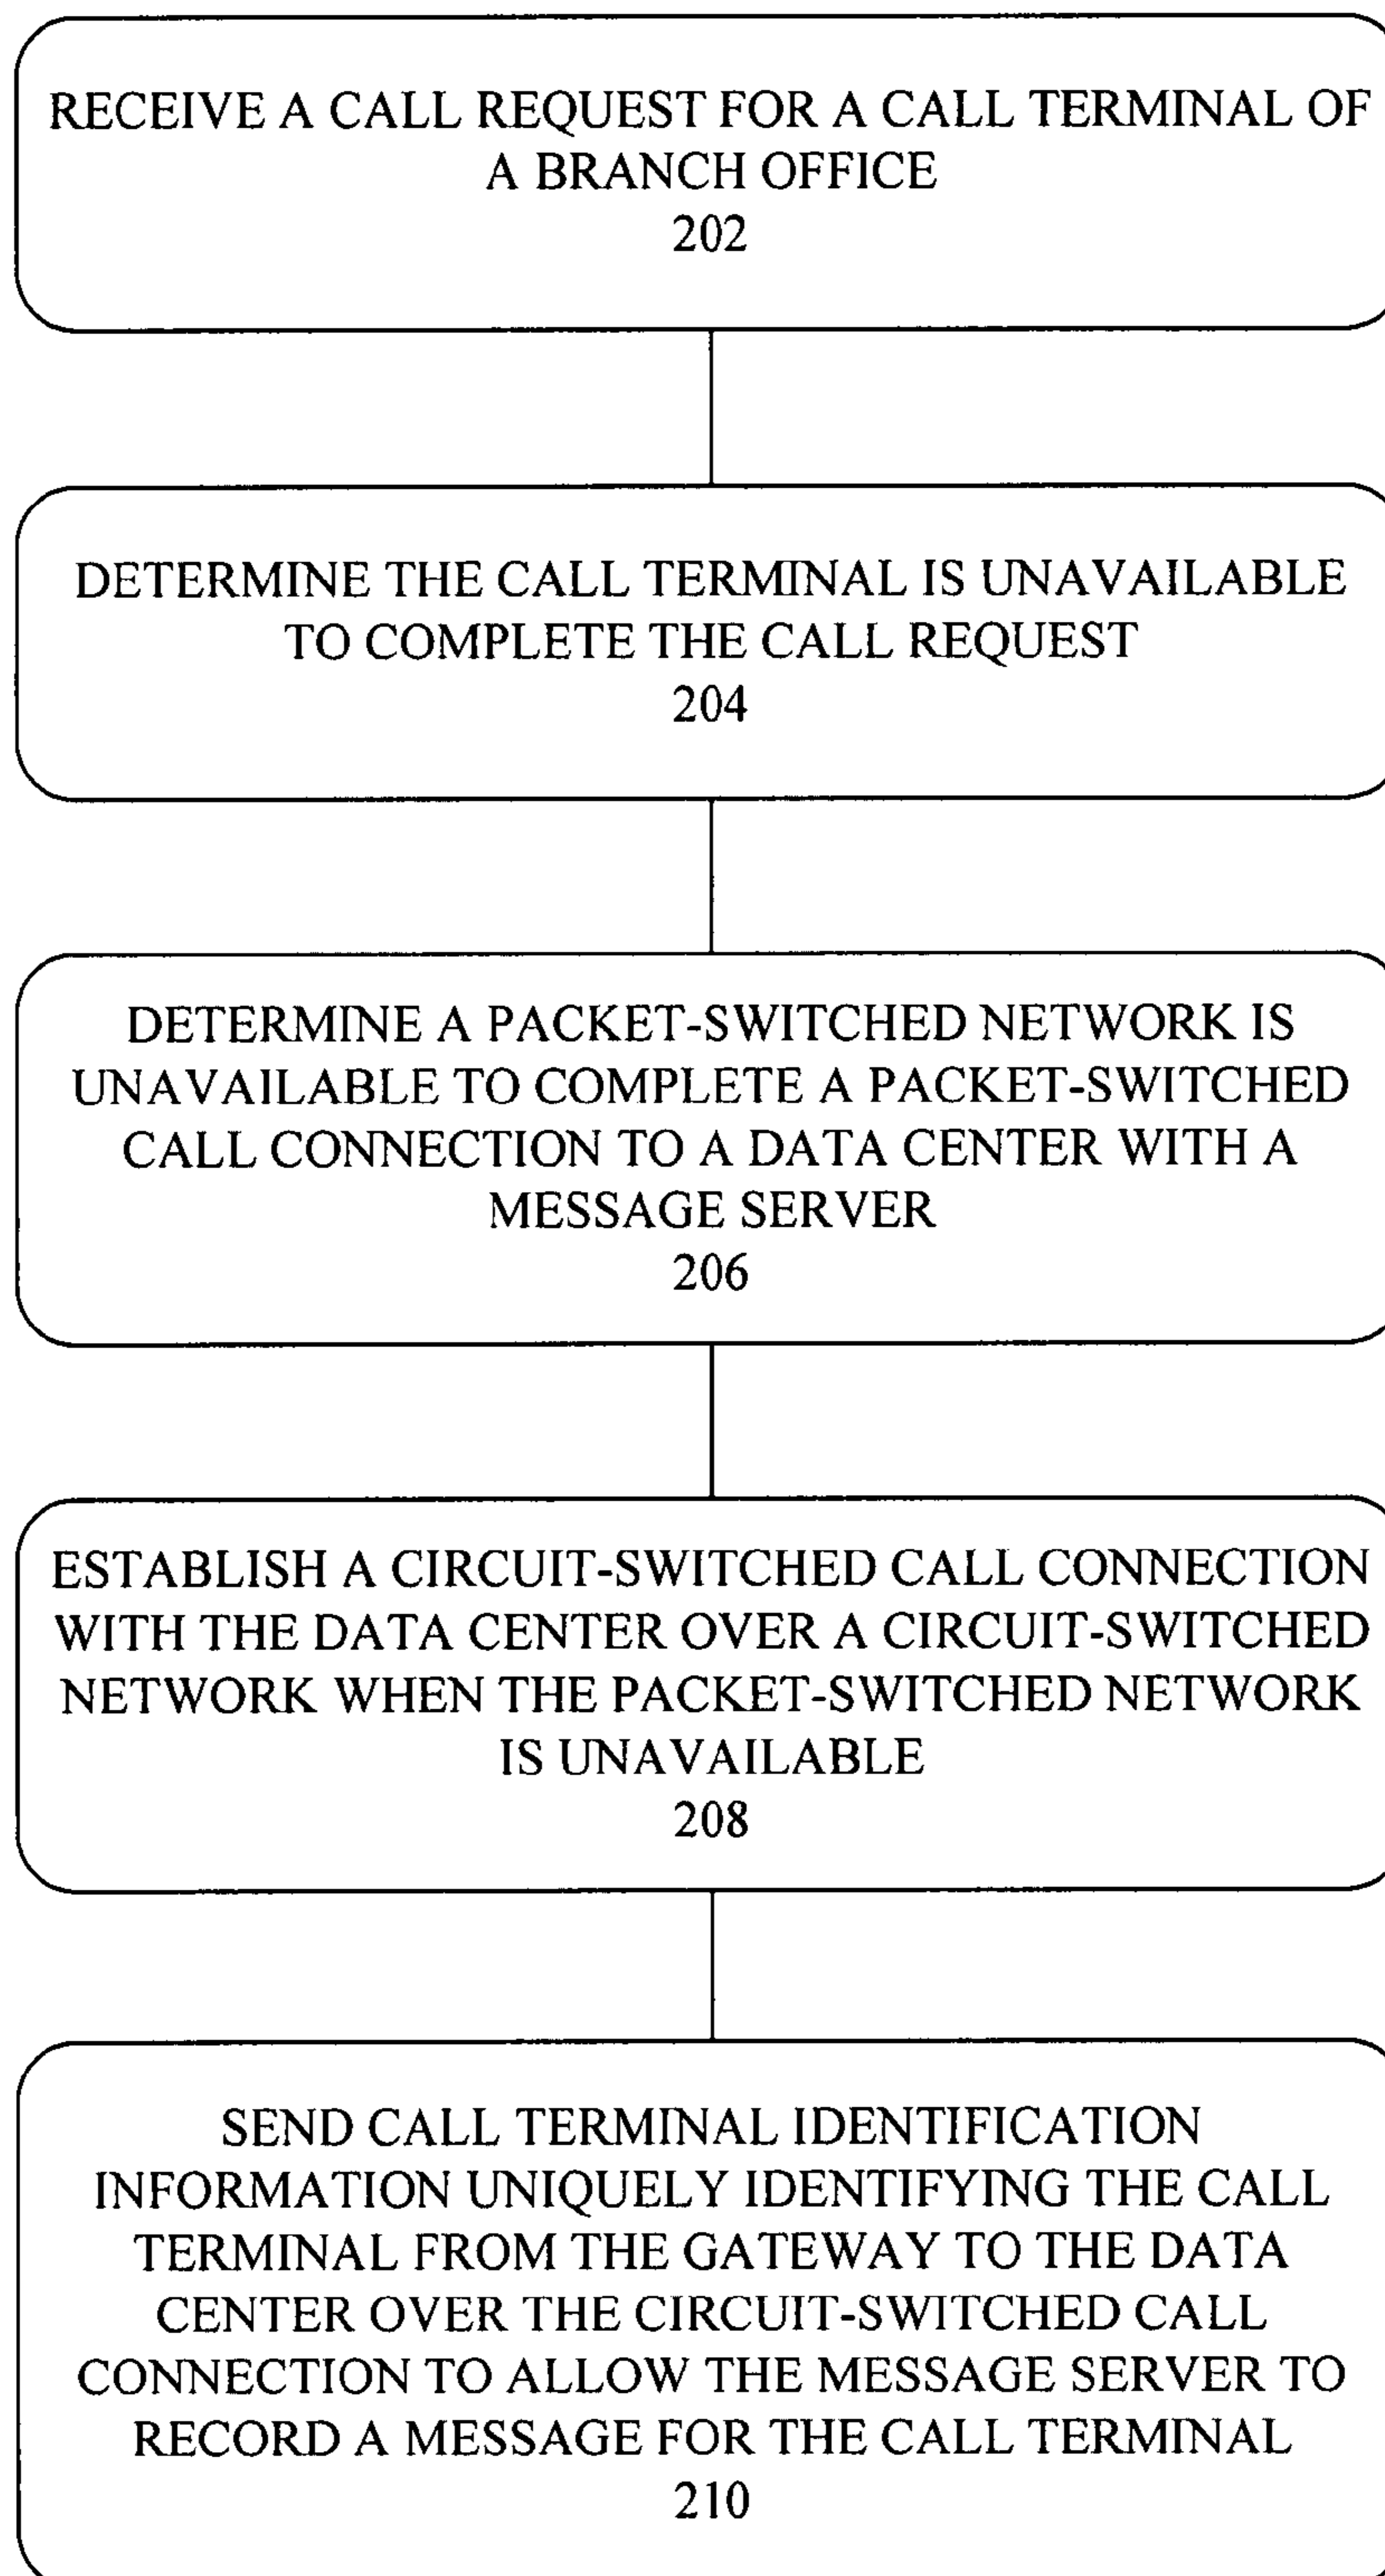 RECEIVE A CALL REQUEST FOR A CALL TERMINAL OF
A BRANCH OFFICE
202
DETERMINE THE CALL TERMINAL IS UNAVAILABLE
TO COMPLETE THE CALL REQUEST
204
DETERMINE A PACKET-SWITCHED NETWORK IS
UNAVAILABLE TO COMPLETE A PACKET-SWITCHED
CALL CONNECTION TO A DATA CENTER WITH A
MESSAGE SERVER
206
ESTABLISH A CIRCUIT-SWITCHED CALL CONNECTION
WITH THE DATA CENTER OVER A CIRCUIT-SWITCHED
NETWORK WHEN THE PACKET-SWITCHED NETWORK
IS UNAVAILABLE
208
SEND CALL TERMINAL IDENTIFICATION
INFORMATION UNIQUELY IDENTIFYING THE CALL
TERMINAL FROM THE GATEWAY TO THE DATA
CENTER OVER THE CIRCUIT-SWITCHED CALL
CONNECTION TO ALLOW THE MESSAGE SERVER TO
RECORD A MESSAGE FOR THE CALL TERMINAL
210